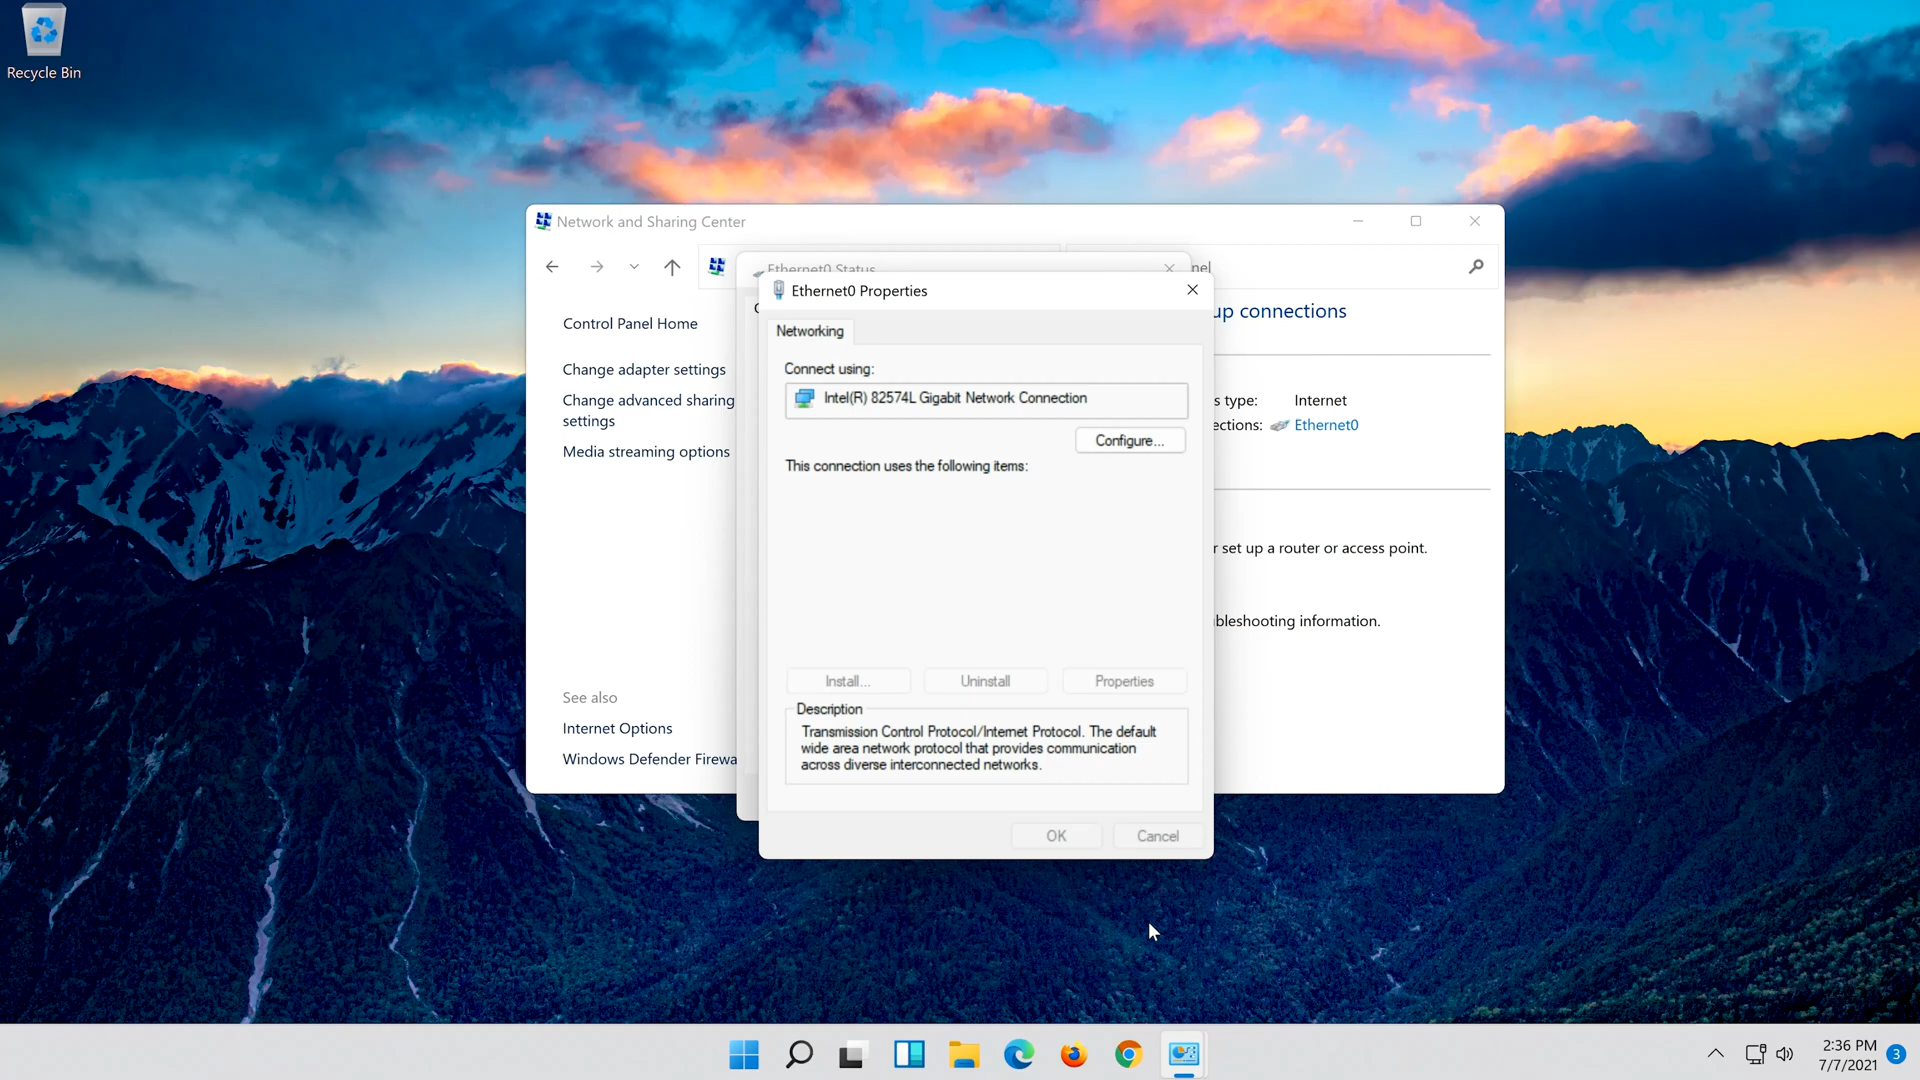 Recycle Bin
Network and Sharing Center
Ethernet0 Status
Ethernet0 Properties
Control Panel Home
Change adapter settings
Change advanced sharing
settings
Media streaming options
See also
Internet Options
Windows Defender Firewa
Networking
Connect using:
Intel(R) 82574L Gigabit Network Connection
Configure...
This connection uses the following items:
Install...
Uninstall
Properties
Description
Transmission Control Protocol/Internet Protocol. The default
wide area network protocol that provides communication
across diverse interconnected networks.
OK
Cancel
nel
up connections
s type:
Internet
ections:
Ethernet0
r set up a router or access point.
bleshooting information.
2:36 PM
7/7/2021
3